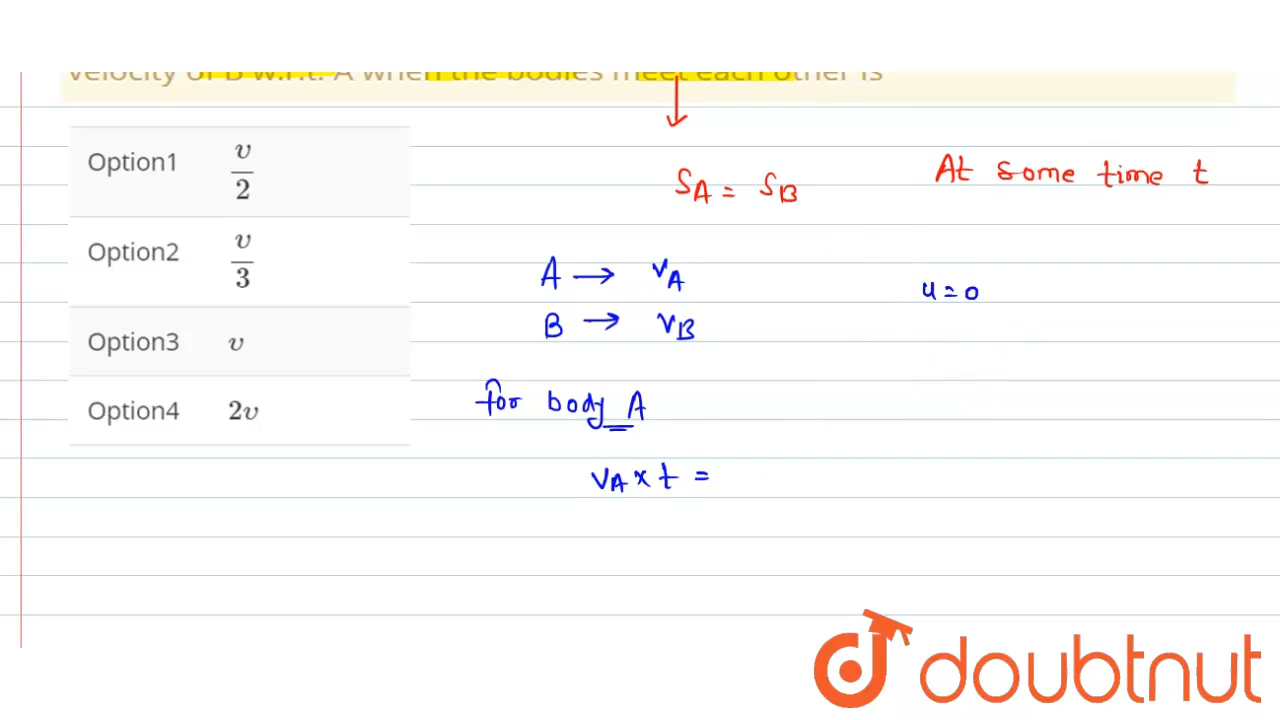 velocity of B w.r.t. A when the bodies meet each other is
Option1 υ/2
Option2 υ/3
Option3 υ
Option4 2υ
S_A = S_B
At some time t
A → v_A
B → v_B
u = 0
for body A
v_A × t =
doubtnut